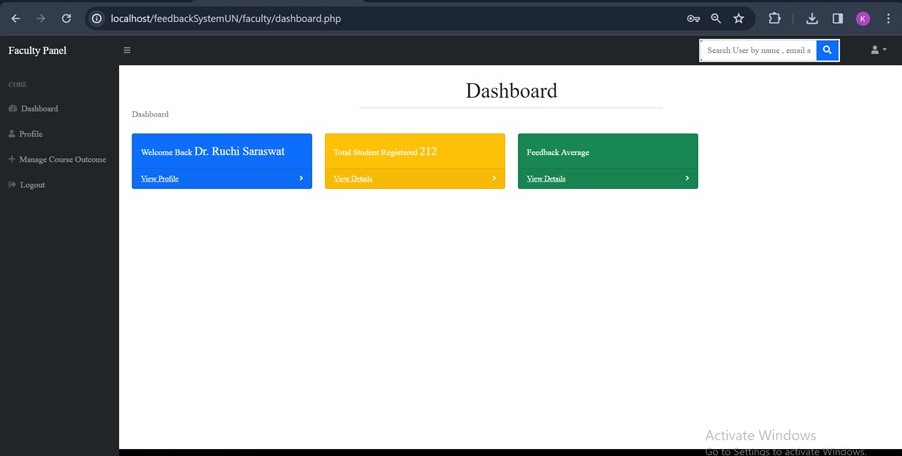 localhost/feedbackSystemUN/faculty/dashboard.php
K
Faculty Panel
Search User by name , email a
CORE
Dashboard
Profile
Manage Course Outcome
Logout
Dashboard
Dashboard
Welcome Back Dr. Ruchi Saraswat
View Profile
Total Student Registered 212
View Details
Feedback Average
View Details
Activate Windows
Go to Settings to activate Windows.